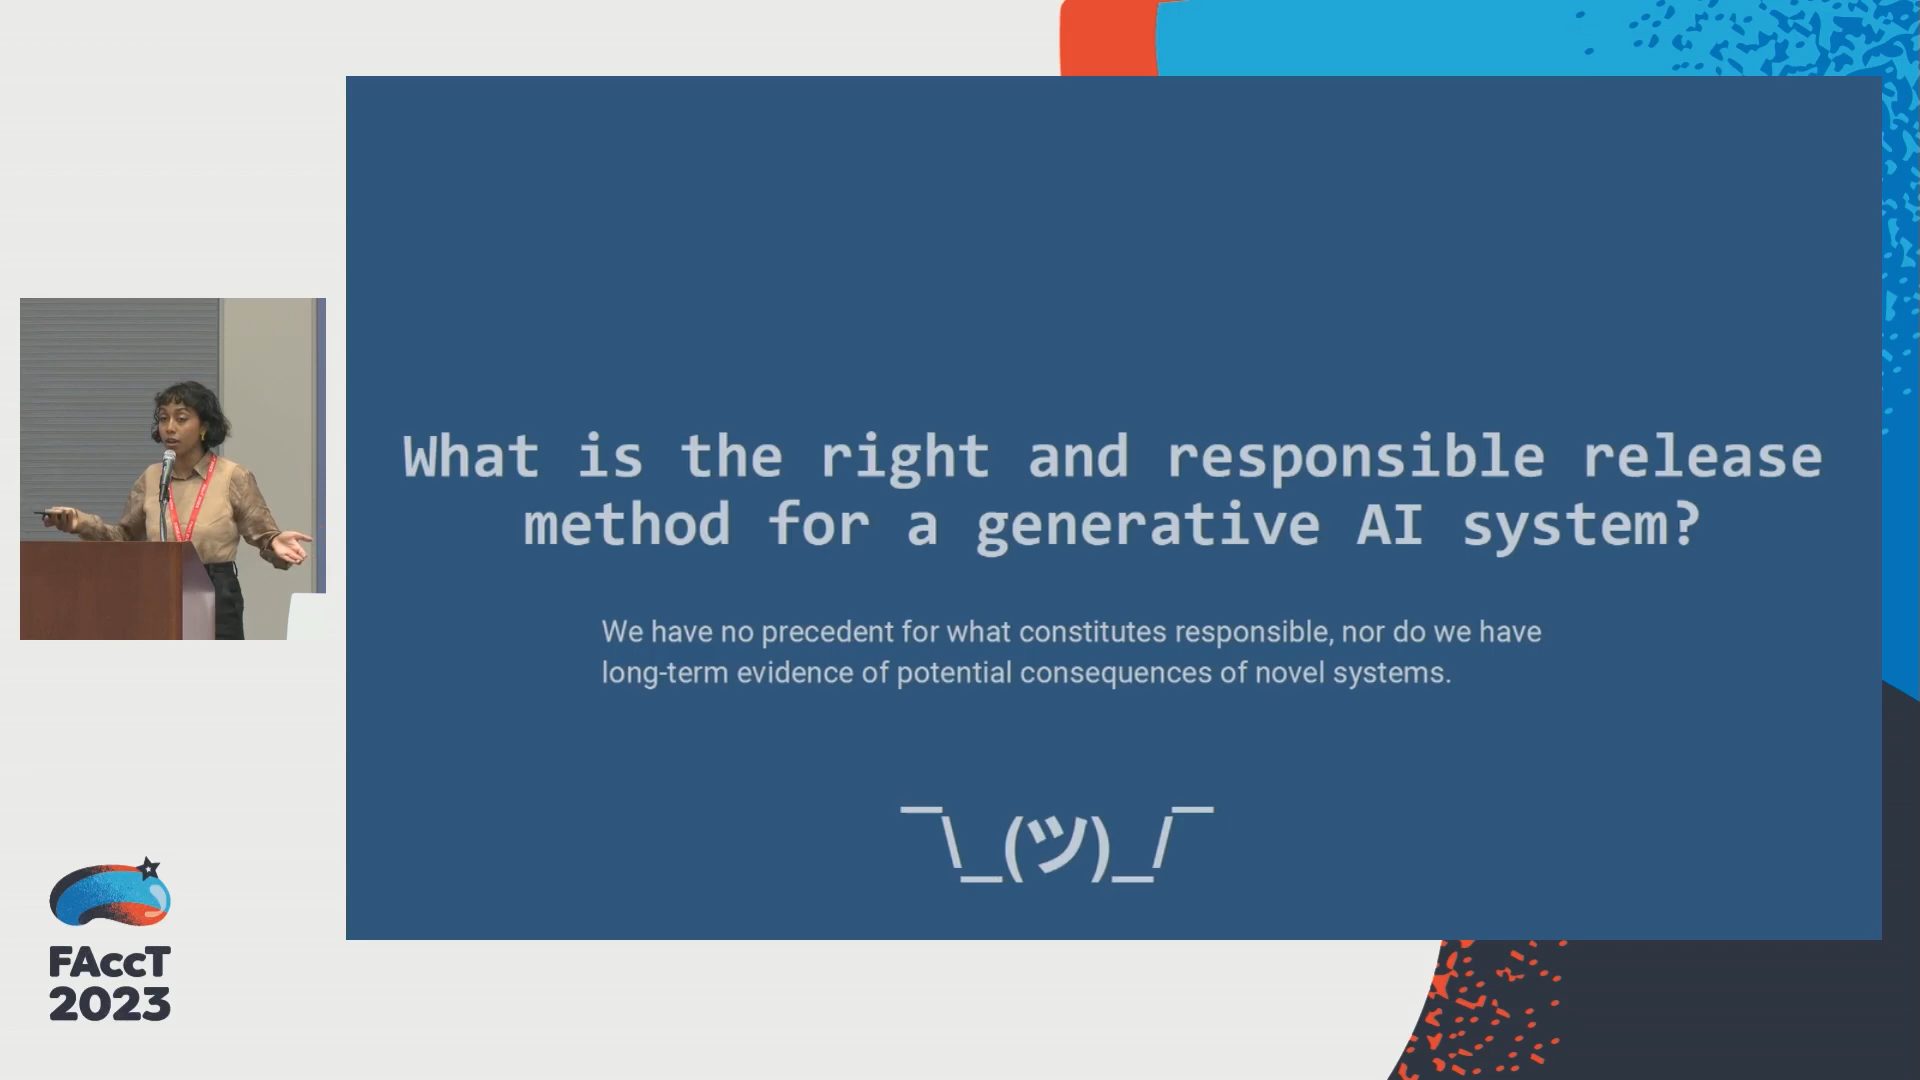 What is the right and responsible release
method for a generative AI system?
We have no precedent for what constitutes responsible, nor do we have
long-term evidence of potential consequences of novel systems.
¯\_(ツ)_/¯
FAccT
2023